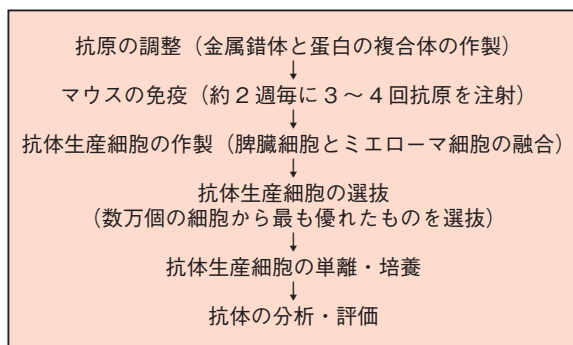 抗原の調整（金属錯体と蛋白の複合体の作製）
↓
マウスの免疫（約２週毎に３～４回抗原を注射）
↓
抗体生産細胞の作製（脾臓細胞とミエローマ細胞の融合）
↓
抗体生産細胞の選抜
（数万個の細胞から最も優れたものを選抜）
↓
抗体生産細胞の単離・培養
↓
抗体の分析・評価